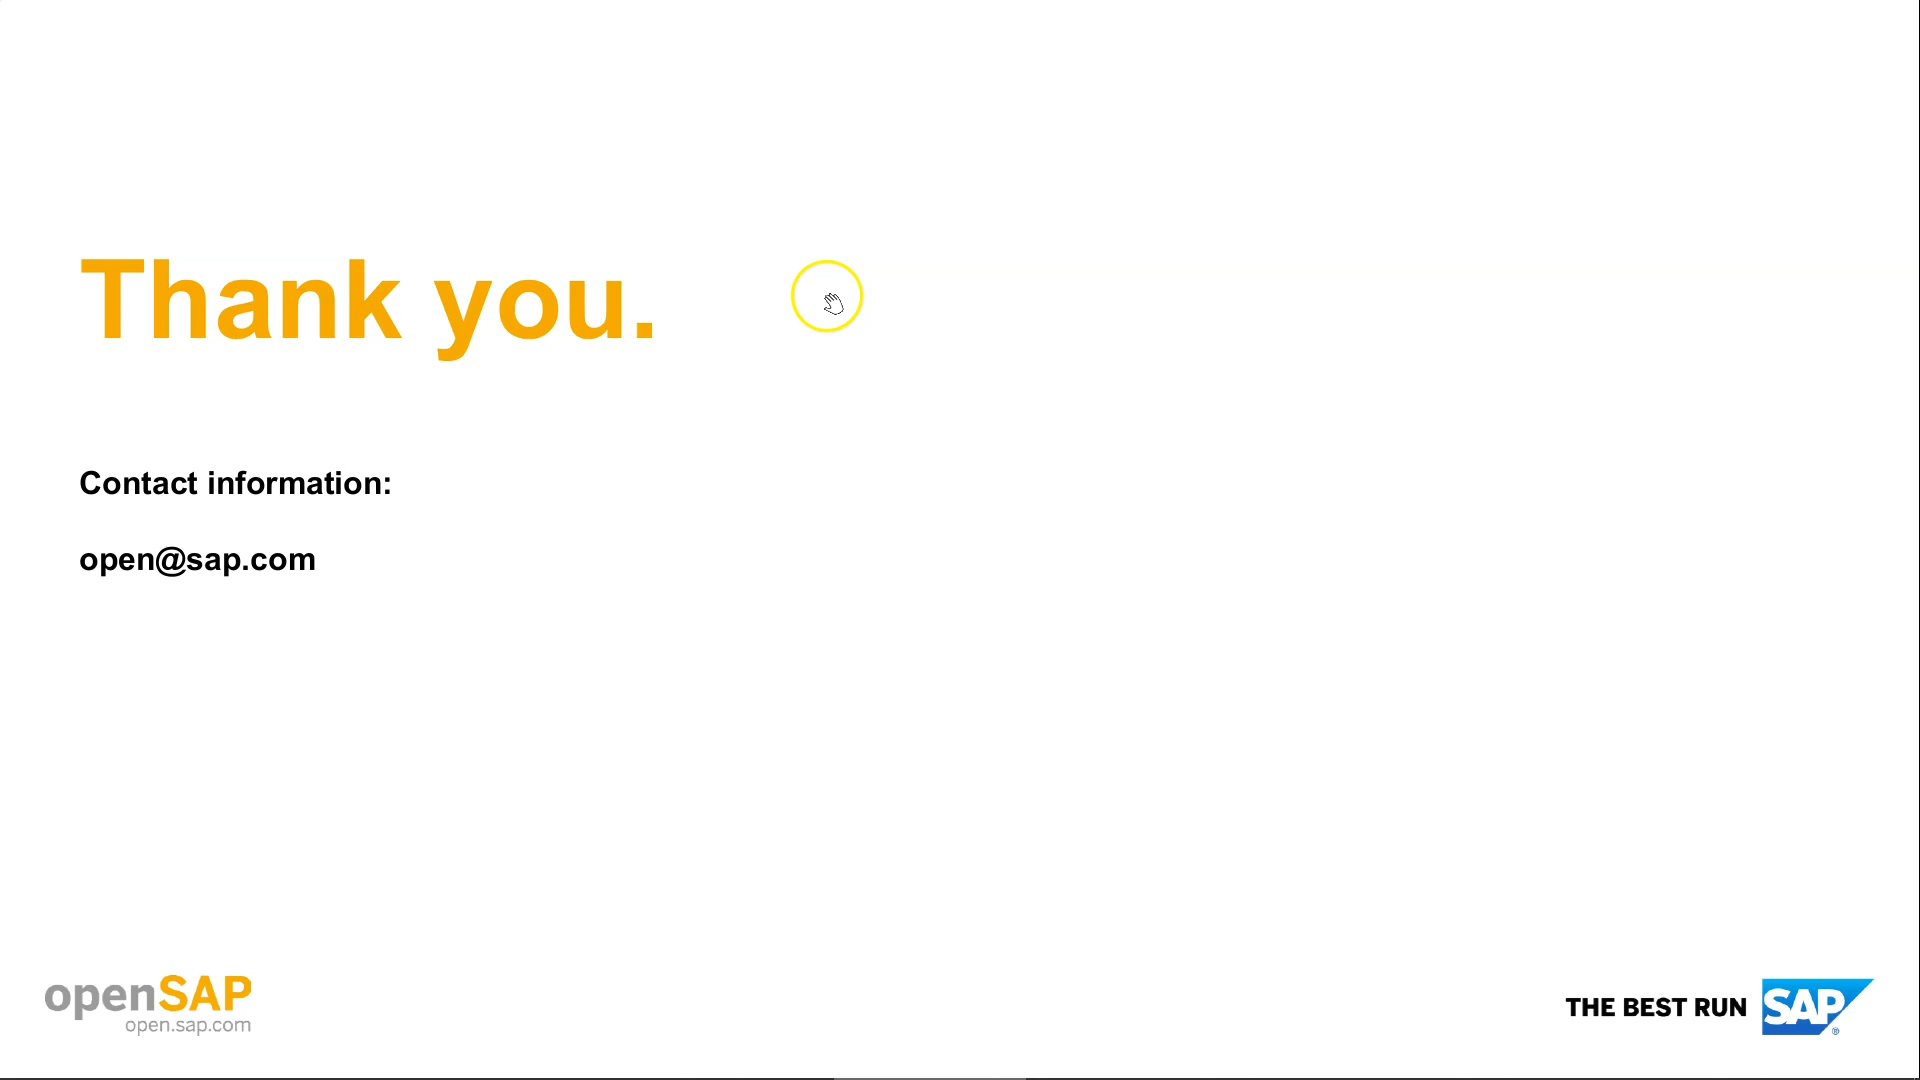 Thank you.
Contact information:
open@sap.com
openSAP
open.sap.com
THE BEST RUN SAP®